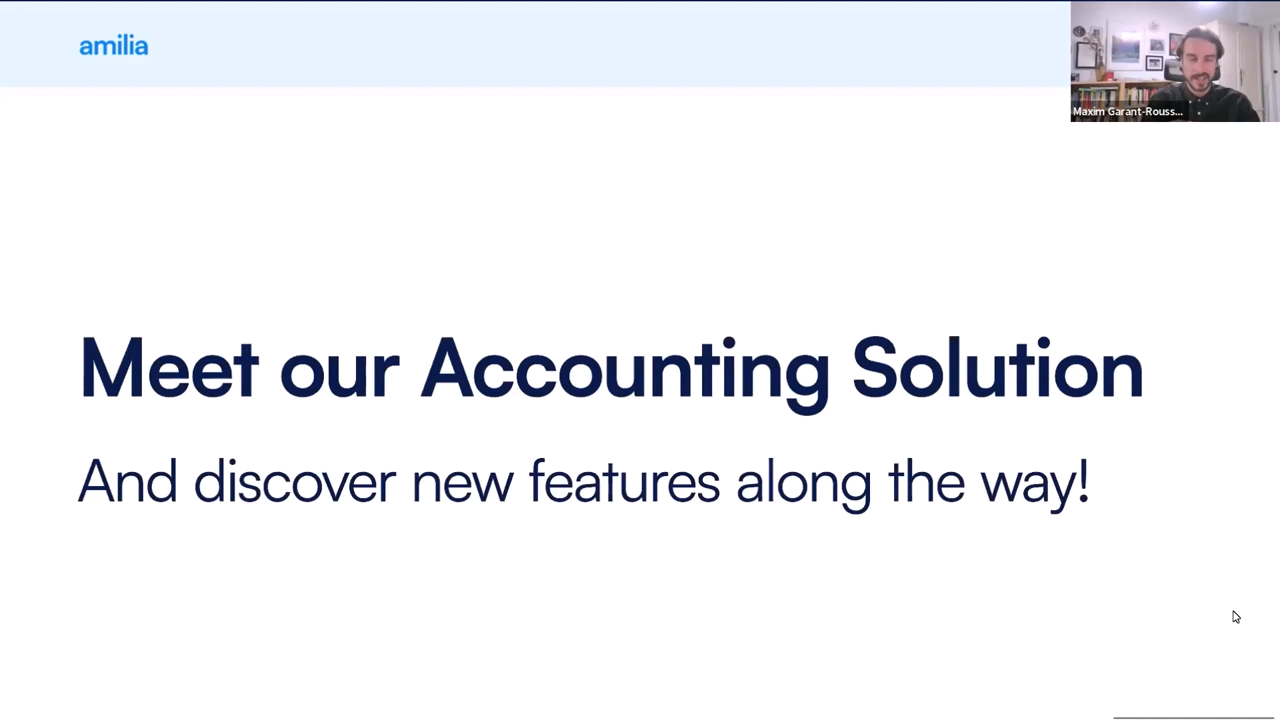 amilia
Maxim Garant-Rouss...
Meet our Accounting Solution
And discover new features along the way!